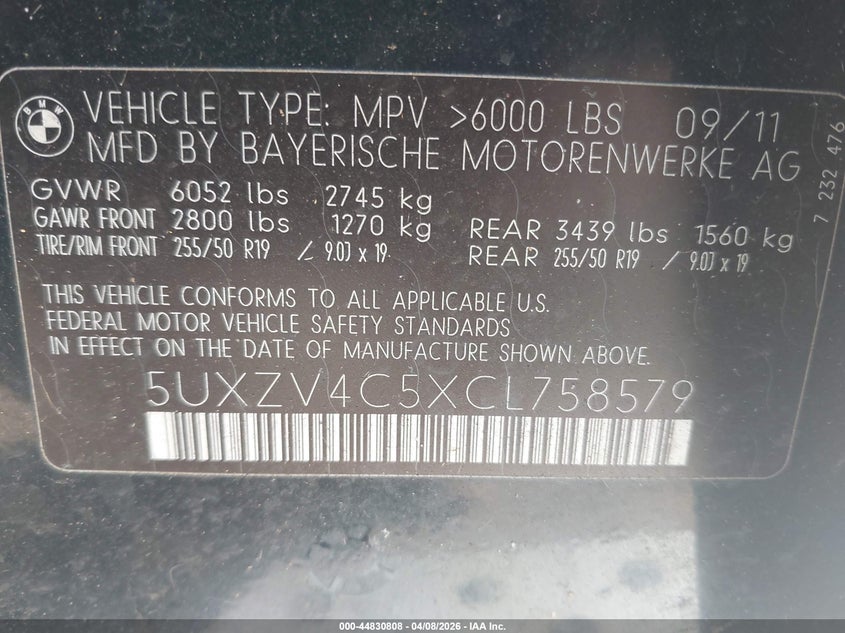 BMW
VEHICLE TYPE: MPV >6000 LBS 09/11
MFD BY BAYERISCHE MOTORENWERKE AG
GVWR 6052 lbs 2745 kg
GAWR FRONT 2800 lbs 1270 kg REAR 3439 lbs 1560 kg
TIRE/RIM FRONT 255/50 R19 / 9.0J x 19 REAR 255/50 R19 / 9.0J x 19
THIS VEHICLE CONFORMS TO ALL APPLICABLE U.S.
FEDERAL MOTOR VEHICLE SAFETY STANDARDS
IN EFFECT ON THE DATE OF MANUFACTURE SHOWN ABOVE.
5UXZV4C5XCL758579
7 232 476
000-44830808 - 04/08/2026 - IAA Inc.